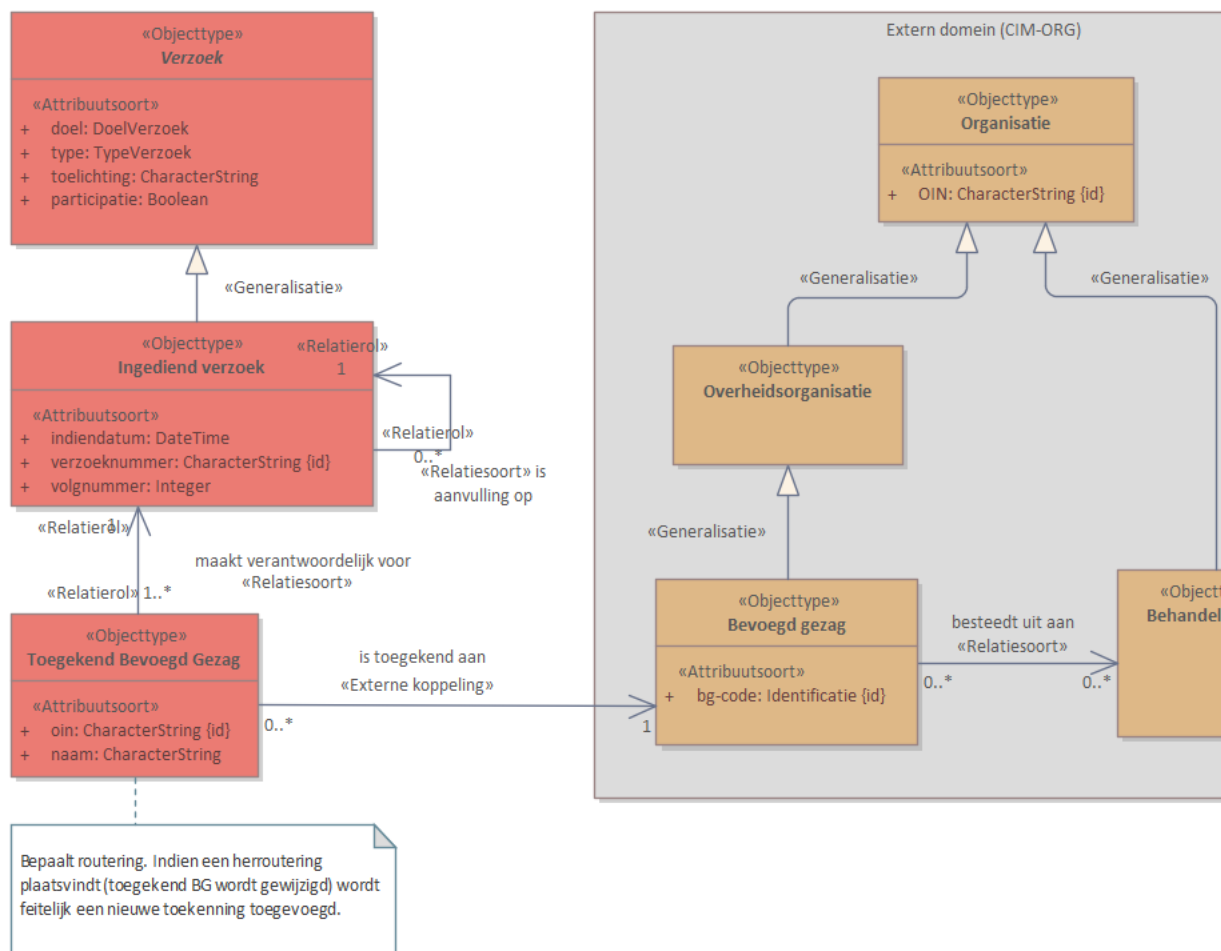 «Objecttype»
Verzoek
«Attribuutsoort»
+ doel: DoelVerzoek
+ type: TypeVerzoek
+ toelichting: CharacterString
+ participatie: Boolean
«Generalisatie»
«Objecttype»
Ingediend verzoek
«Attribuutsoort»
+ indiendatum: DateTime
+ verzoeknummer: CharacterString {id}
+ volgnummer: Integer
«Relatierol»
1
«Relatierol»
0..*
«Relatiesoort» is
aanvulling op
«Relatierol»
1
maakt verantwoordelijk voor
«Relatiesoort»
«Relatierol» 1..*
«Objecttype»
Toegekend Bevoegd Gezag
«Attribuutsoort»
+ oin: CharacterString {id}
+ naam: CharacterString
is toegekend aan
«Externe koppeling»
0..*
1
Bepaalt routering. Indien een herroutering
plaatsvindt (toegekend BG wordt gewijzigd) wordt
feitelijk een nieuwe toekenning toegevoegd.
Extern domein (CIM-ORG)
«Objecttype»
Organisatie
«Attribuutsoort»
+ OIN: CharacterString {id}
«Generalisatie»
«Generalisatie»
«Objecttype»
Overheidsorganisatie
«Generalisatie»
«Objecttype»
Bevoegd gezag
«Attribuutsoort»
+ bg-code: Identificatie {id}
besteedt uit aan
«Relatiesoort»
0..*
0..*
«Object
Behandel